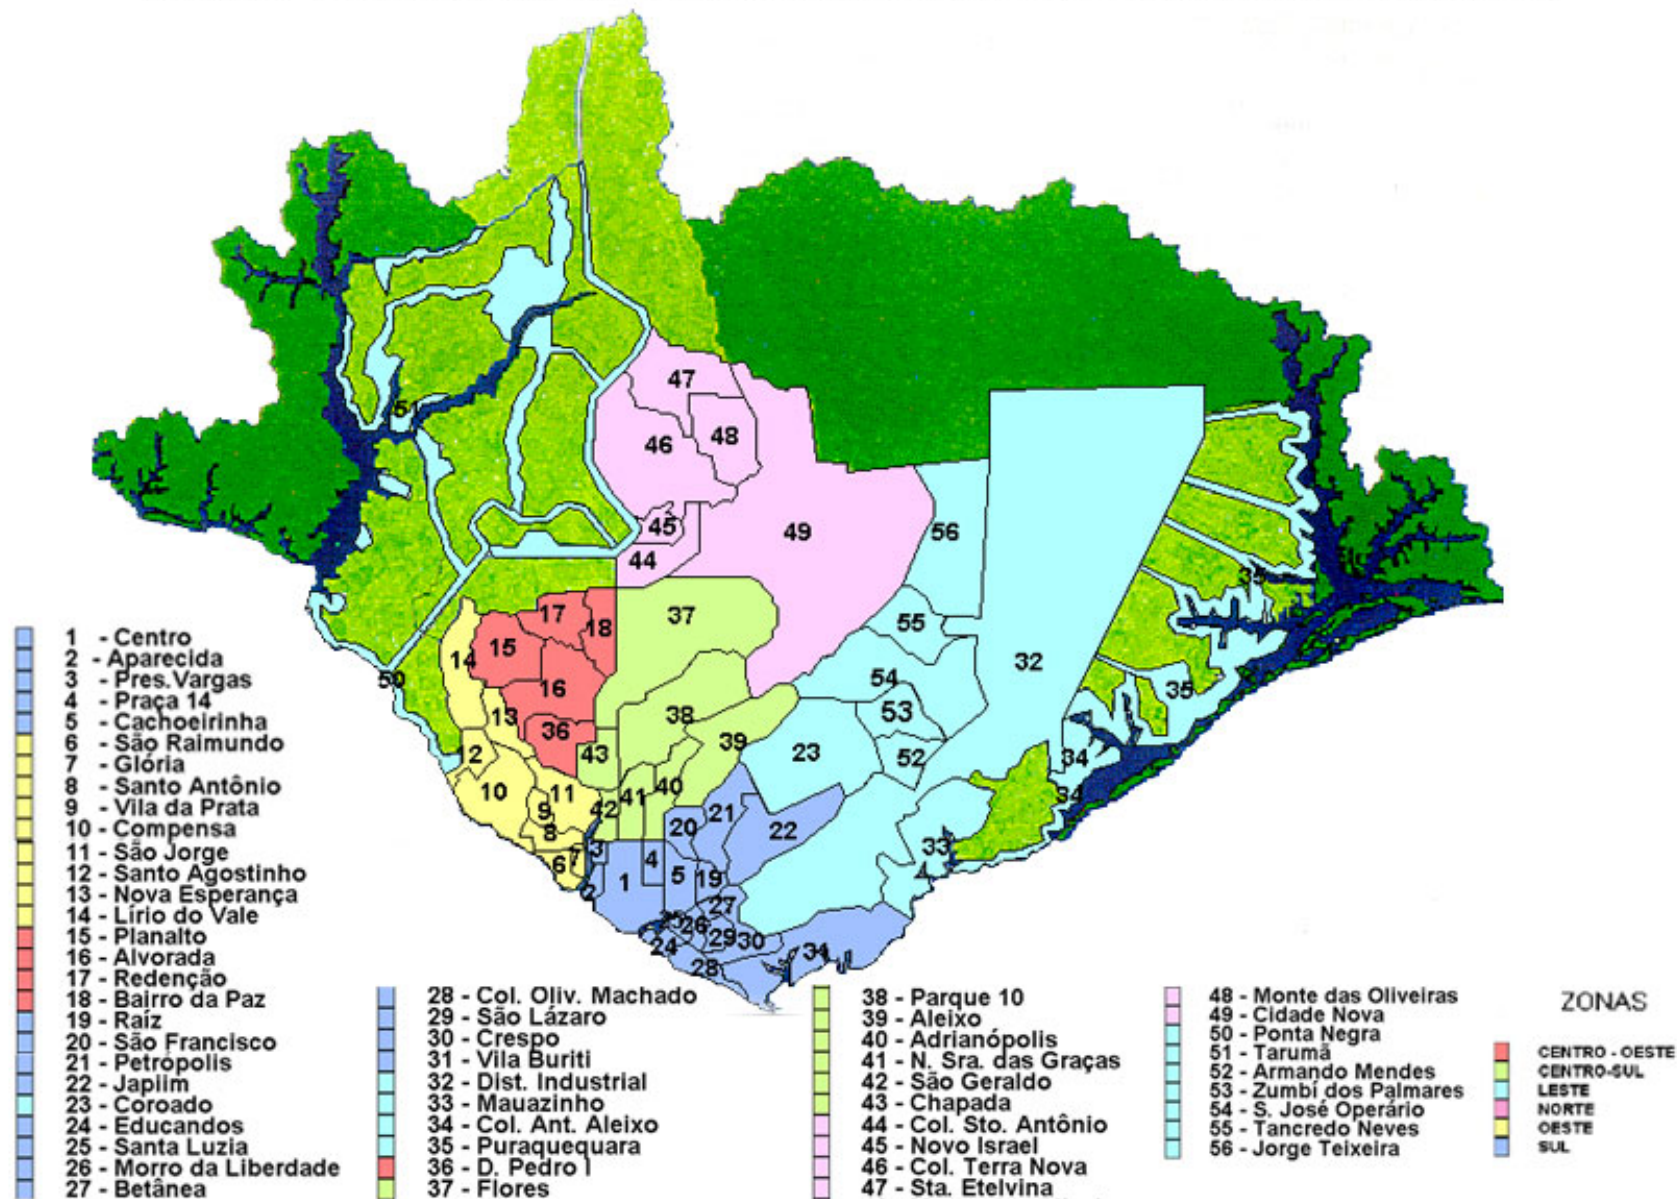 47
51
46
48
45
49
56
44
35
17
37
18
55
15
14
32
50
16
54
35
13
38
53
36
39
12
43
23
52
34
10
11
40
34
9
42
41
21
22
8
20
33
3
7
4
6
1
5
19
2
27
25
26
24
29
30
31
28
1 - Centro
2 - Aparecida
3 - Pres.Vargas
4 - Praça 14
5 - Cachoeirinha
6 - São Raimundo
7 - Glória
8 - Santo Antônio
9 - Vila da Prata
10 - Compensa
11 - São Jorge
12 - Santo Agostinho
13 - Nova Esperança
14 - Lírio do Vale
15 - Planalto
16 - Alvorada
17 - Redenção
18 - Bairro da Paz
19 - Raíz
20 - São Francisco
21 - Petrópolis
22 - Japiim
23 - Coroado
24 - Educandos
25 - Santa Luzia
26 - Morro da Liberdade
27 - Betânea
28 - Col. Oliv. Machado
29 - São Lázaro
30 - Crespo
31 - Vila Buriti
32 - Dist. Industrial
33 - Mauazinho
34 - Col. Ant. Aleixo
35 - Puraquequara
36 - D. Pedro I
37 - Flores
38 - Parque 10
39 - Aleixo
40 - Adrianópolis
41 - N. Sra. das Graças
42 - São Geraldo
43 - Chapada
44 - Col. Sto. Antônio
45 - Novo Israel
46 - Col. Terra Nova
47 - Sta. Etelvina
48 - Monte das Oliveiras
49 - Cidade Nova
50 - Ponta Negra
51 - Tarumã
52 - Armando Mendes
53 - Zumbí dos Palmares
54 - S. José Operário
55 - Tancredo Neves
56 - Jorge Teixeira
ZONAS
CENTRO - OESTE
CENTRO-SUL
LESTE
NORTE
OESTE
SUL